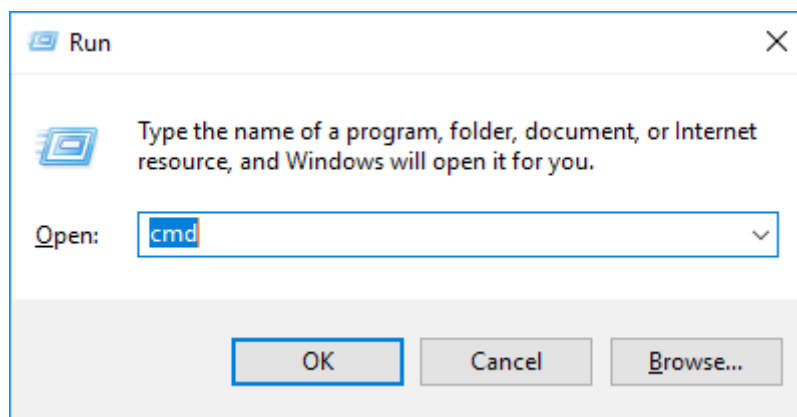 Run
Type the name of a program, folder, document, or Internet
resource, and Windows will open it for you.
Open: cmd
OK Cancel Browse...